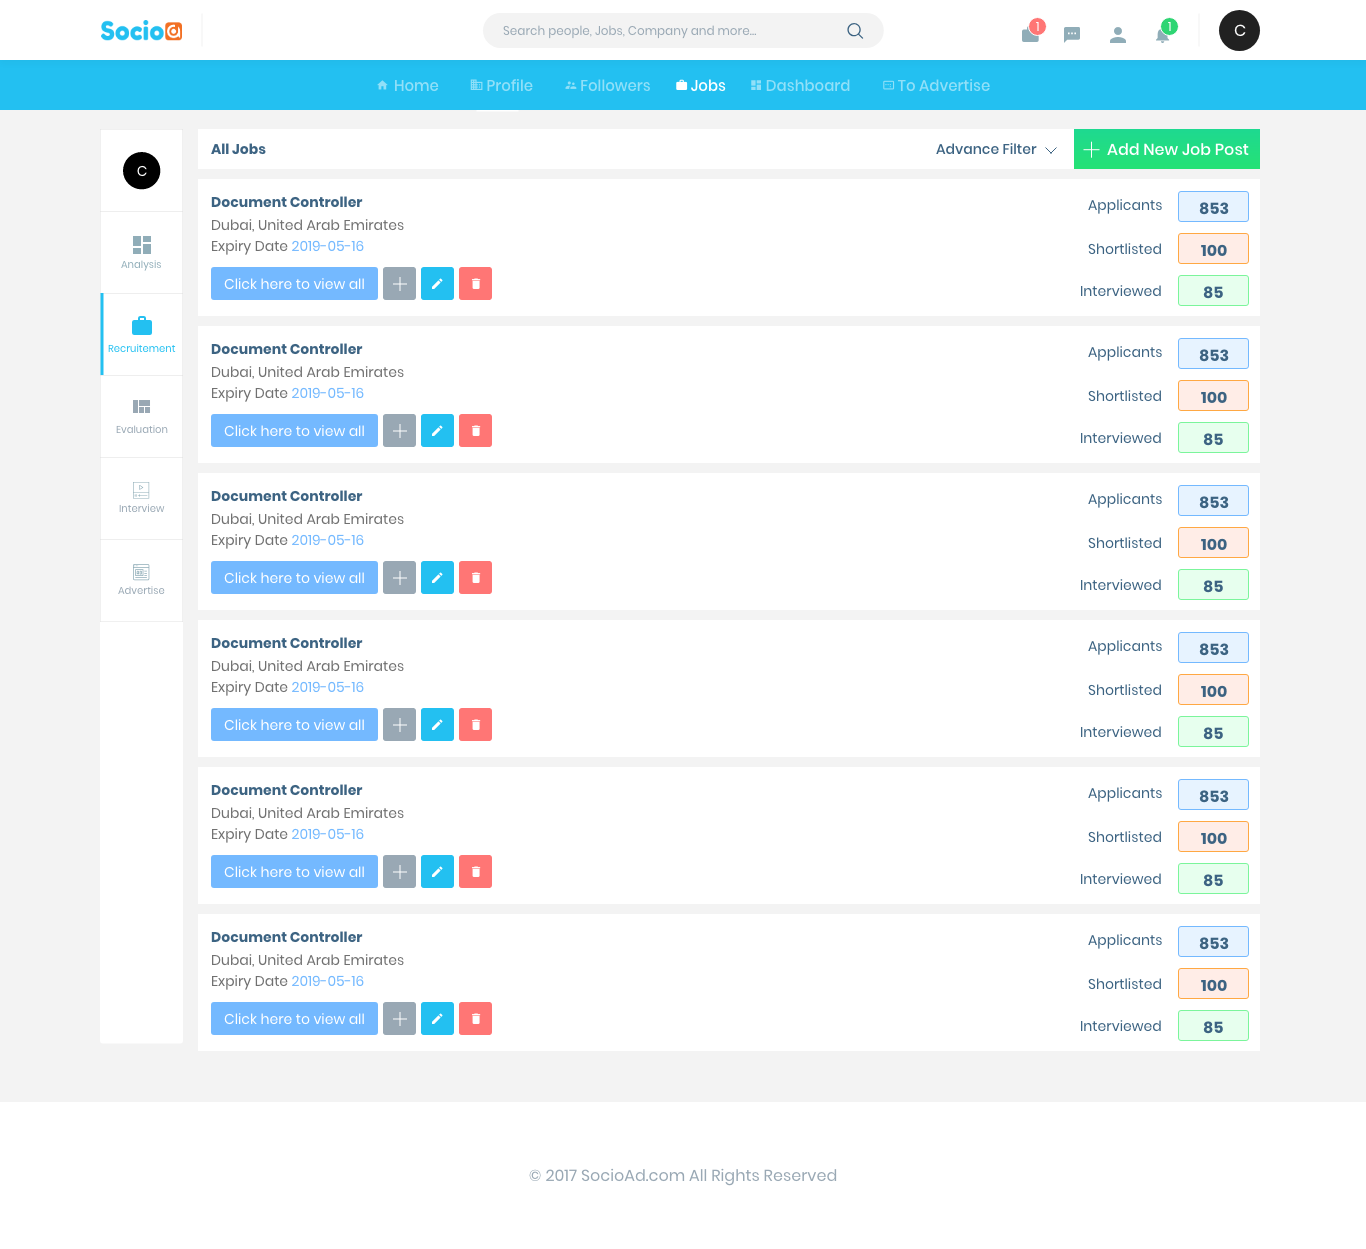 Socioa
Search people, Jobs, Company and more...
1
1
C
Home Profile Followers Jobs Dashboard To Advertise
C
Analysis
Recruitement
Evaluation
Interview
Advertise
All Jobs
Advance Filter
Add New Job Post
Document Controller
Dubai, United Arab Emirates
Expiry Date 2019-05-16
Click here to view all
Applicants 853
Shortlisted 100
Interviewed 85
Document Controller
Dubai, United Arab Emirates
Expiry Date 2019-05-16
Click here to view all
Applicants 853
Shortlisted 100
Interviewed 85
Document Controller
Dubai, United Arab Emirates
Expiry Date 2019-05-16
Click here to view all
Applicants 853
Shortlisted 100
Interviewed 85
Document Controller
Dubai, United Arab Emirates
Expiry Date 2019-05-16
Click here to view all
Applicants 853
Shortlisted 100
Interviewed 85
Document Controller
Dubai, United Arab Emirates
Expiry Date 2019-05-16
Click here to view all
Applicants 853
Shortlisted 100
Interviewed 85
Document Controller
Dubai, United Arab Emirates
Expiry Date 2019-05-16
Click here to view all
Applicants 853
Shortlisted 100
Interviewed 85
© 2017 SocioAd.com All Rights Reserved